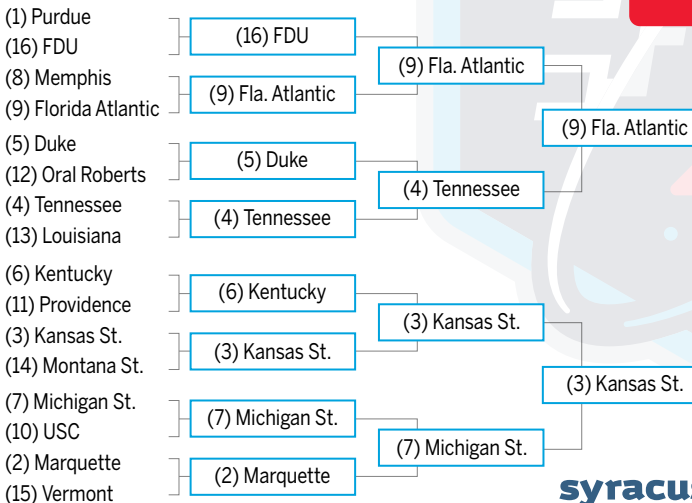 (1) Purdue
(16) FDU
(8) Memphis
(9) Florida Atlantic
(5) Duke
(12) Oral Roberts
(4) Tennessee
(13) Louisiana
(6) Kentucky
(11) Providence
(3) Kansas St.
(14) Montana St.
(7) Michigan St.
(10) USC
(2) Marquette
(15) Vermont
(16) FDU
(9) Fla. Atlantic
(5) Duke
(4) Tennessee
(6) Kentucky
(3) Kansas St.
(7) Michigan St.
(2) Marquette
(9) Fla. Atlantic
(4) Tennessee
(3) Kansas St.
(7) Michigan St.
(9) Fla. Atlantic
(3) Kansas St.
syracus